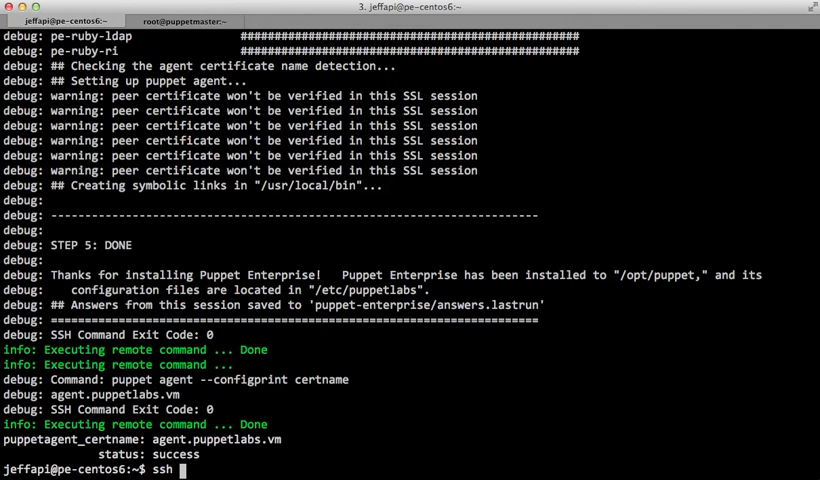 3. jeffapi@pe-centos6:~
jeffapi@pe-centos6:~ root@puppetmaster:~
debug: pe-ruby-ldap ##################################################
debug: pe-ruby-ri ##################################################
debug: ## Checking the agent certificate name detection...
debug: ## Setting up puppet agent...
debug: warning: peer certificate won't be verified in this SSL session
debug: warning: peer certificate won't be verified in this SSL session
debug: warning: peer certificate won't be verified in this SSL session
debug: warning: peer certificate won't be verified in this SSL session
debug: warning: peer certificate won't be verified in this SSL session
debug: warning: peer certificate won't be verified in this SSL session
debug: ## Creating symbolic links in "/usr/local/bin"...
debug:
debug: ------------------------------------------------------------------------
debug:
debug: STEP 5: DONE
debug:
debug: Thanks for installing Puppet Enterprise! Puppet Enterprise has been installed to "/opt/puppet," and its
debug: configuration files are located in "/etc/puppetlabs".
debug: ## Answers from this session saved to 'puppet-enterprise/answers.lastrun'
debug: ========================================================================
debug: SSH Command Exit Code: 0
info: Executing remote command ... Done
info: Executing remote command ...
debug: Command: puppet agent --configprint certname
debug: agent.puppetlabs.vm
debug: SSH Command Exit Code: 0
info: Executing remote command ... Done
puppetagent_certname: agent.puppetlabs.vm
status: success
jeffapi@pe-centos6:~$ ssh